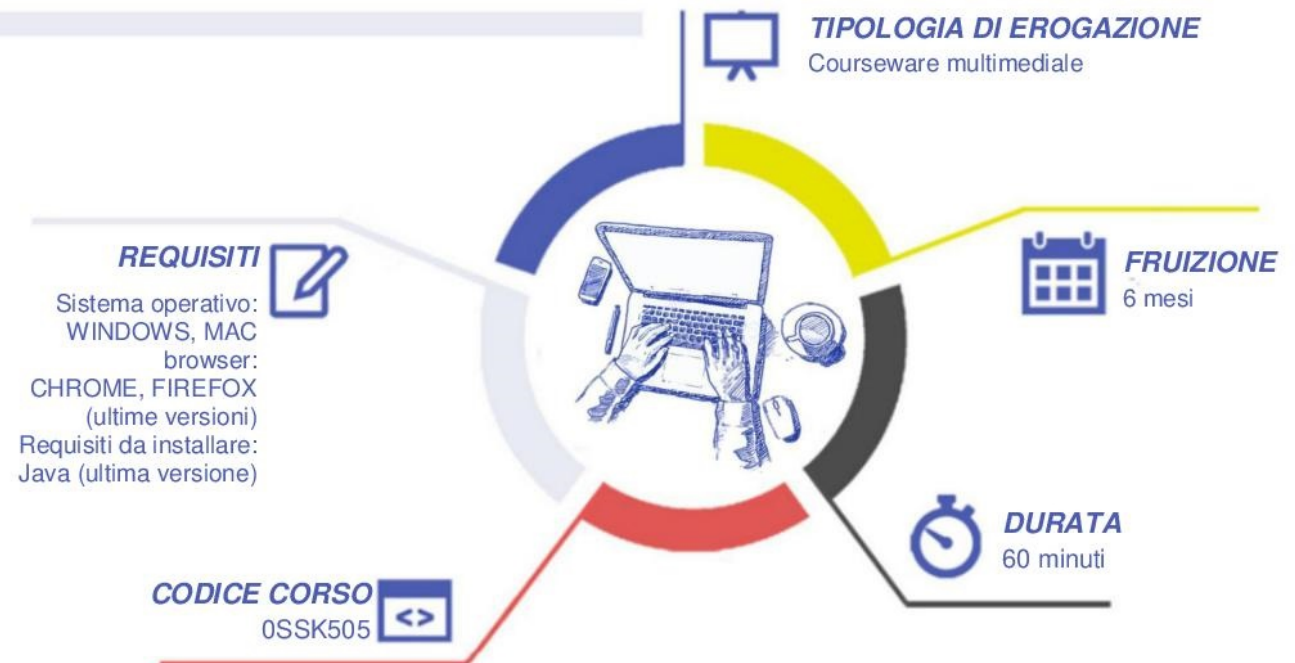 TIPOLOGIA DI EROGAZIONE
Courseware multimediale
REQUISITI
Sistema operativo:
WINDOWS, MAC
browser:
CHROME, FIREFOX
(ultime versioni)
Requisiti da installare:
Java (ultima versione)
FRUIZIONE
6 mesi
DURATA
60 minuti
CODICE CORSO
0SSK505